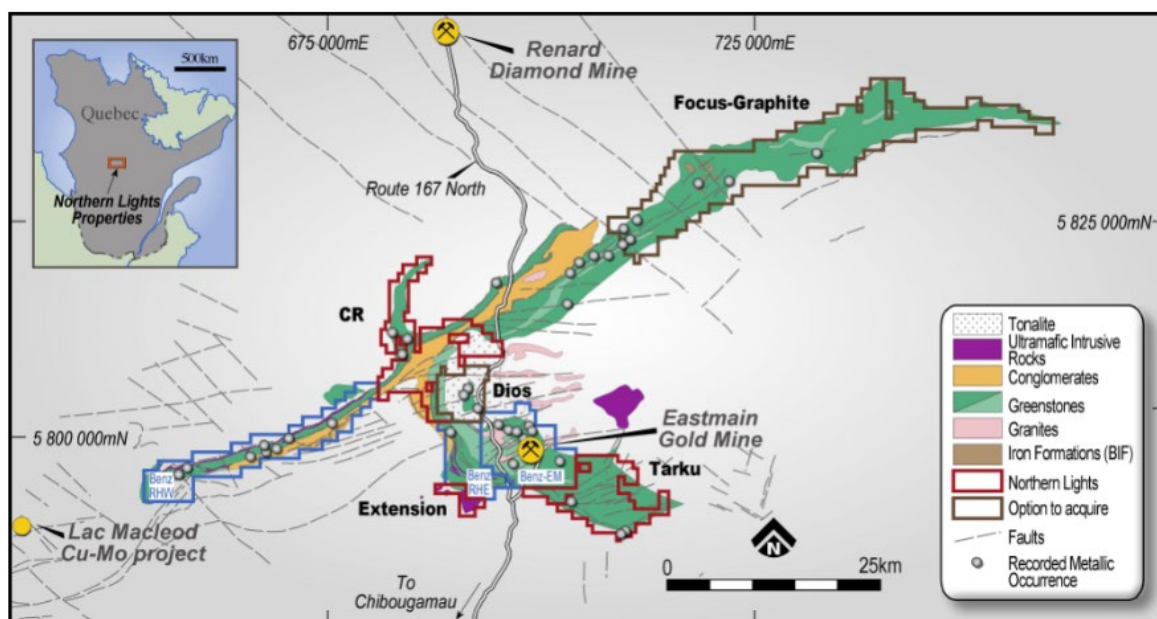 675 000mE
725 000mE
500km
Quebec
Northern Lights
Properties
Renard
Diamond Mine
Focus-Graphite
Route 167 North
5 825 000mN
CR
Dios
5 800 000mN
Eastmain
Gold Mine
Tarku
Benz
RHW
Benz
RHE
Benz-EM
Extension
Lac Macleod
Cu-Mo project
To
Chibougamau
N
0
25km
Tonalite
Ultramafic Intrusive
Rocks
Conglomerates
Greenstones
Granites
Iron Formations (BIF)
Northern Lights
Option to acquire
Faults
Recorded Metallic
Occurrence